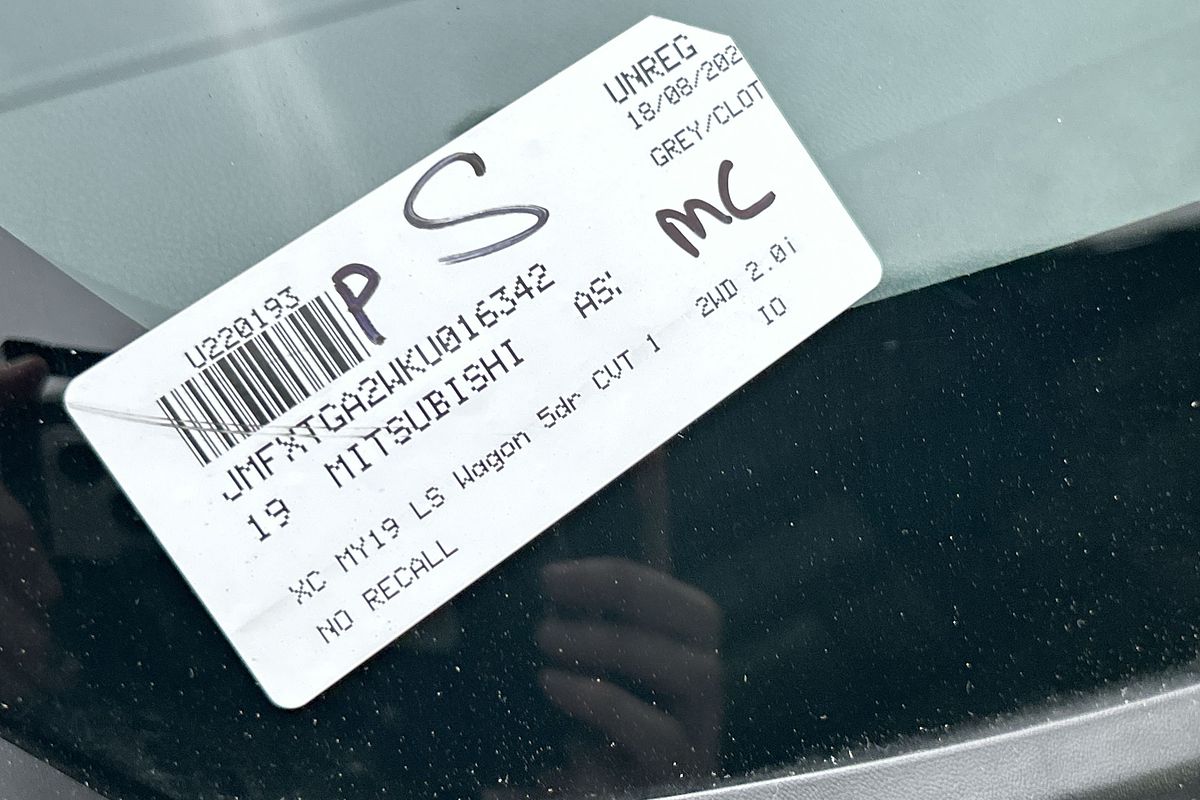 UNREG
18/08/202
GREY/CLOT
S
MC
P
U220193
JMFXTGA2WKU016342
19 MITSUBISHI AS:
XC MY19 LS Wagon 5dr CVT 1 2WD 2.0i
NO RECALL IO